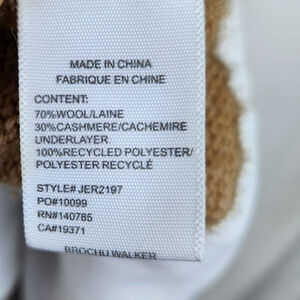 MADE IN CHINA
FABRIQUE EN CHINE
CONTENT:
70%WOOL/LAINE
30%CASHMERE/CACHEMIRE
UNDERLAYER
100%RECYCLED POLYESTER/
POLYESTER RECYCLÉ
STYLE# JER2197
PO#10099
RN#140785
CA#19371
BROCHU WALKER